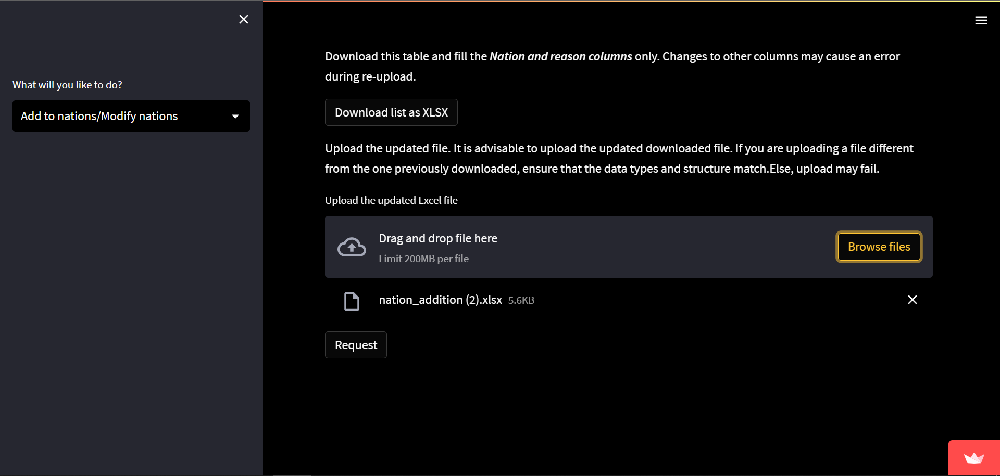 What will you like to do?
Add to nations/Modify nations
Download this table and fill the Nation and reason columns only. Changes to other columns may cause an error
during re-upload.
Download list as XLSX
Upload the updated file. It is advisable to upload the updated downloaded file. If you are uploading a file different
from the one previously downloaded, ensure that the data types and structure match.Else, upload may fail.
Upload the updated Excel file
Drag and drop file here
Limit 200MB per file
Browse files
nation_addition (2).xlsx 5.6KB
Request